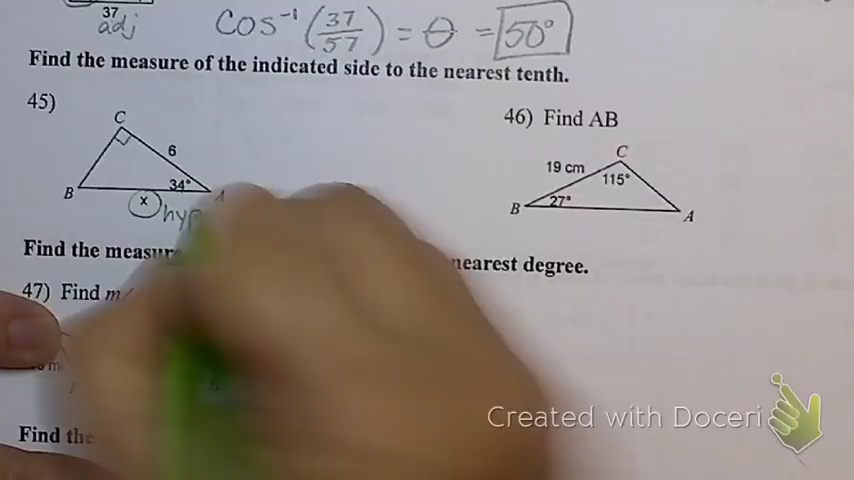 37
adj
cos⁻¹ (37/57) = θ = 50°
Find the measure of the indicated side to the nearest tenth.
45)
C
6
34°
B
x
A
hyp
46) Find AB
C
19 cm
115°
B
27°
A
Find the measur
nearest degree.
47) Find m
Find the
Created with Doceri